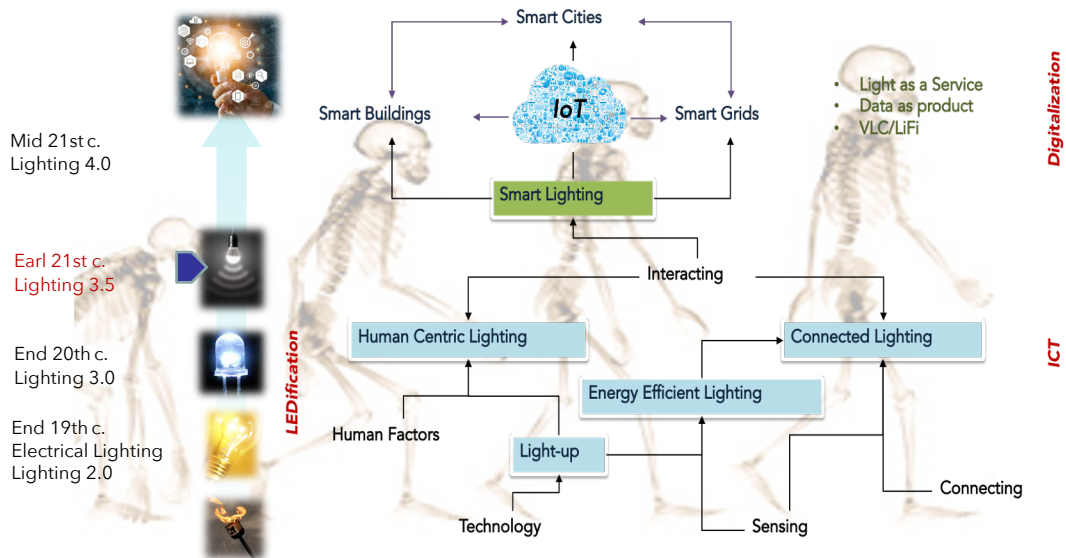 Smart Cities
IoT
Smart Buildings
Smart Grids
Smart Lighting
• Light as a Service
• Data as product
• VLC/LiFi
Digitalization
Mid 21st c.
Lighting 4.0
Earl 21st c.
Lighting 3.5
Interacting
End 20th c.
Lighting 3.0
LEDification
Human Centric Lighting
Connected Lighting
ICT
Energy Efficient Lighting
End 19th c.
Electrical Lighting
Lighting 2.0
Human Factors
Light-up
Technology
Sensing
Connecting